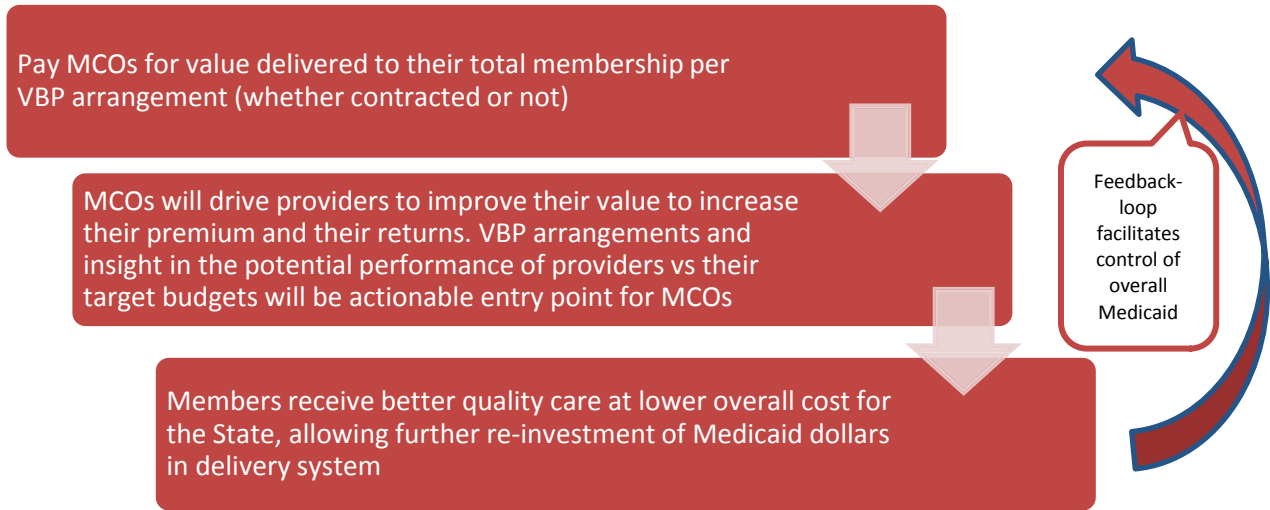 Pay MCOs for value delivered to their total membership per
VBP arrangement (whether contracted or not)
MCOs will drive providers to improve their value to increase
their premium and their returns. VBP arrangements and
insight in the potential performance of providers vs their
target budgets will be actionable entry point for MCOs
Members receive better quality care at lower overall cost for
the State, allowing further re-investment of Medicaid dollars
in delivery system
Feedback-
loop
facilitates
control of
overall
Medicaid